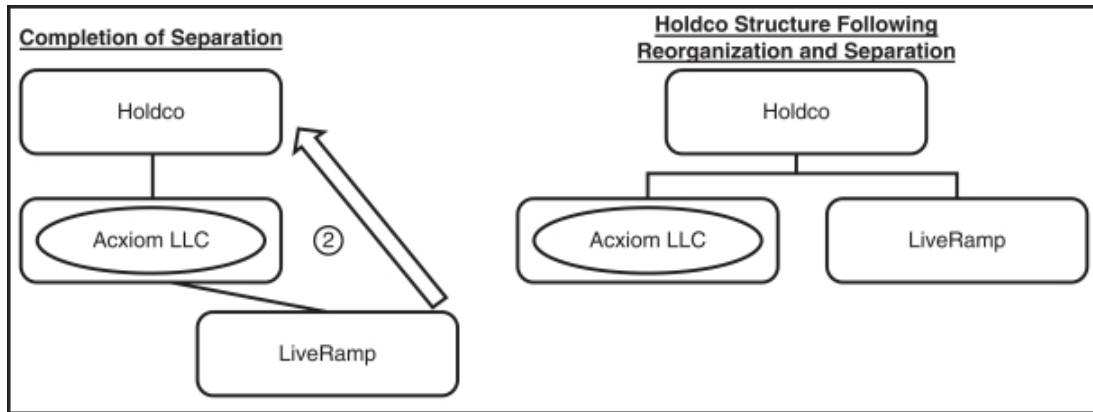 Completion of Separation
Holdco
Acxiom LLC
②
LiveRamp
Holdco Structure Following
Reorganization and Separation
Holdco
Acxiom LLC
LiveRamp